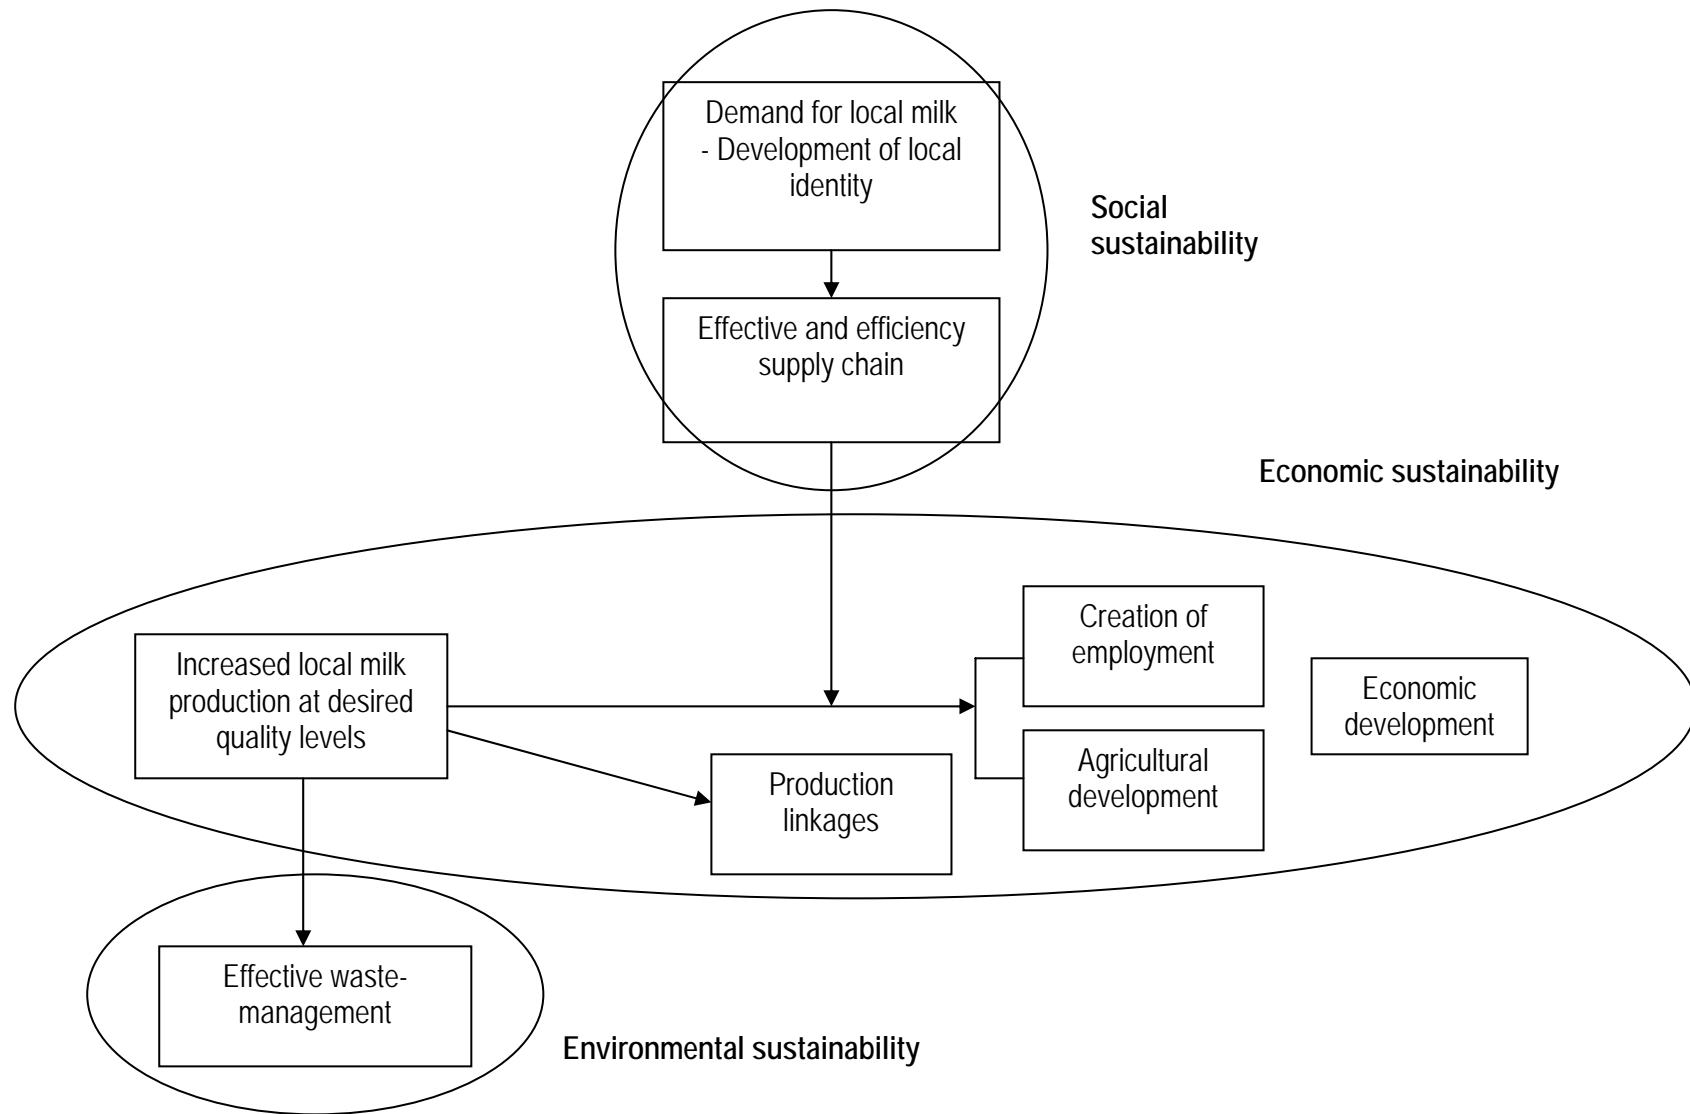 Demand for local milk
- Development of local
identity
Social
sustainability
Effective and efficiency
supply chain
Economic sustainability
Creation of
employment
Increased local milk
production at desired
quality levels
Economic
development
Production
linkages
Agricultural
development
Effective waste-
management
Environmental sustainability